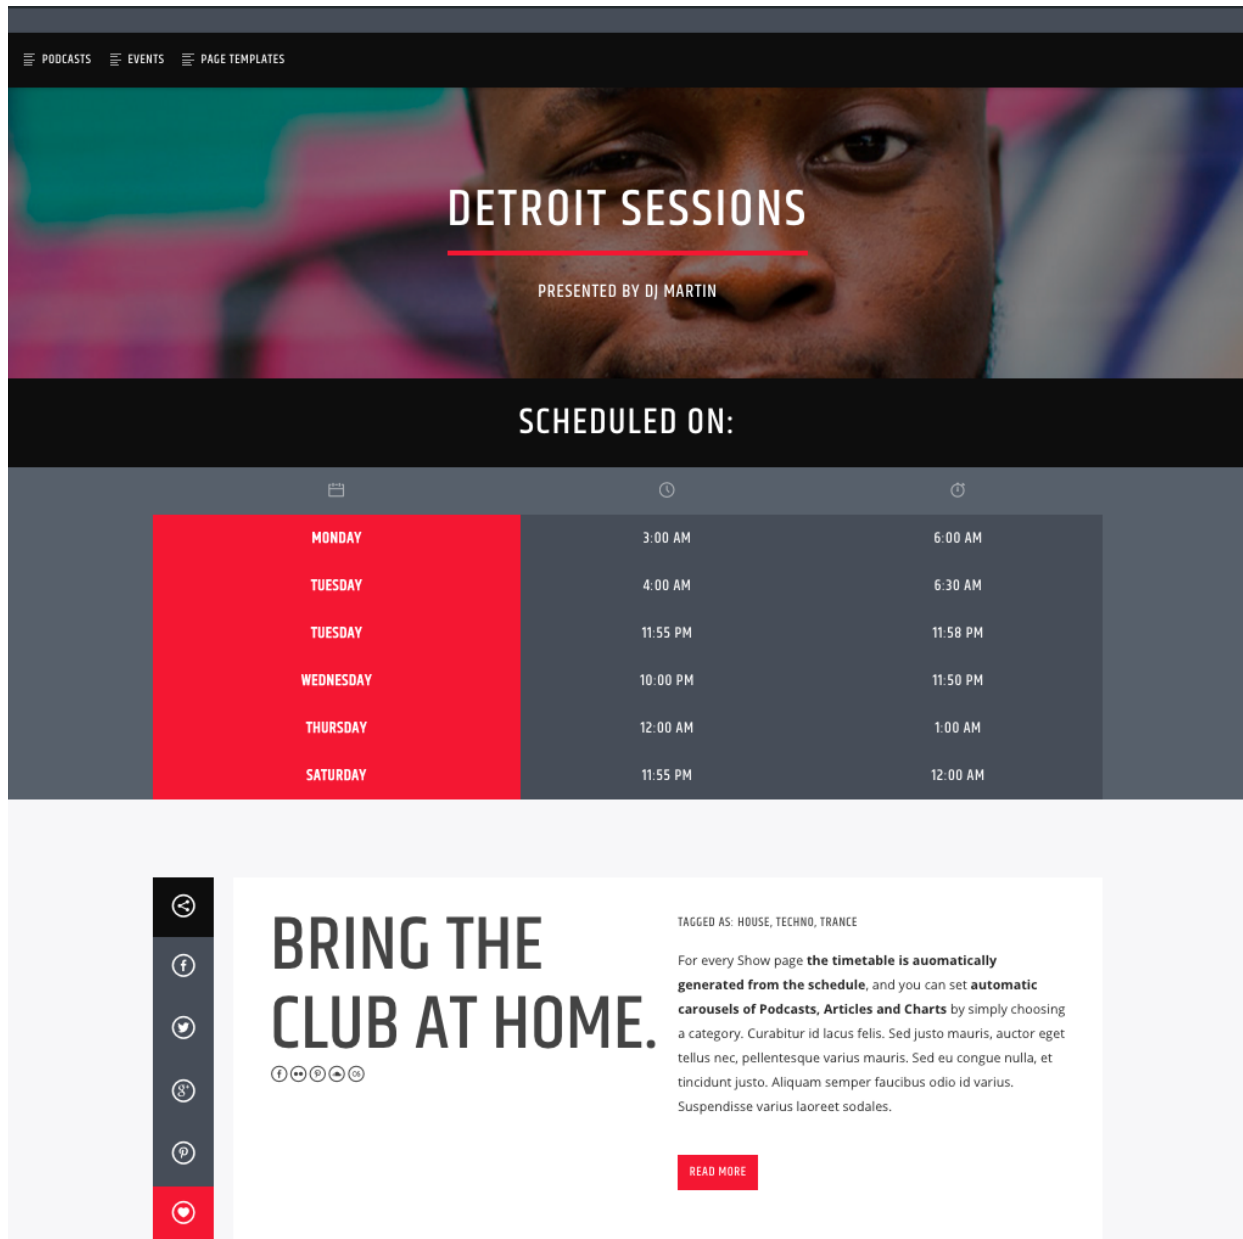 PODCASTS EVENTS PAGE TEMPLATES
DETROIT SESSIONS
PRESENTED BY DJ MARTIN
SCHEDULED ON:
MONDAY 3:00 AM 6:00 AM
TUESDAY 4:00 AM 6:30 AM
TUESDAY 11:55 PM 11:58 PM
WEDNESDAY 10:00 PM 11:50 PM
THURSDAY 12:00 AM 1:00 AM
SATURDAY 11:55 PM 12:00 AM
BRING THE
CLUB AT HOME.
TAGGED AS: HOUSE, TECHNO, TRANCE
For every Show page the timetable is auomatically
generated from the schedule, and you can set automatic
carousels of Podcasts, Articles and Charts by simply choosing
a category. Curabitur id lacus felis. Sed justo mauris, auctor eget
tellus nec, pellentesque varius mauris. Sed eu congue nulla, et
tincidunt justo. Aliquam semper faucibus odio id varius.
Suspendisse varius laoreet sodales.
READ MORE